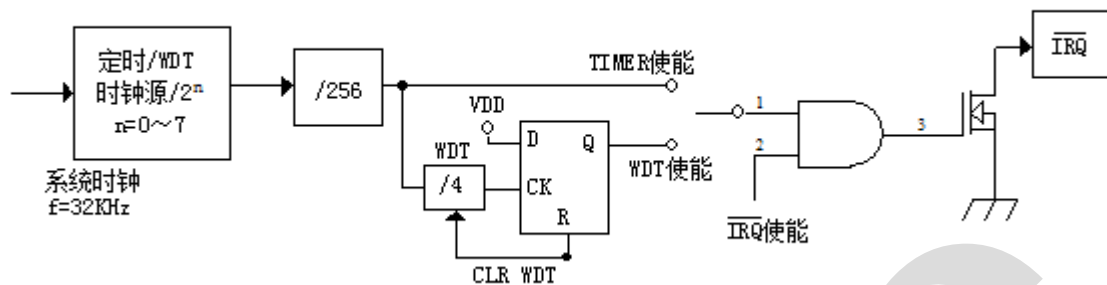 定时/WDT
时钟源/2ⁿ
n=0～7
系统时钟
f=32KHz
/256
TIMER使能
VDD
D
Q
WDT
/4
CK
R
CLR WDT
WDT使能
1
2
3
IRQ使能
IRQ